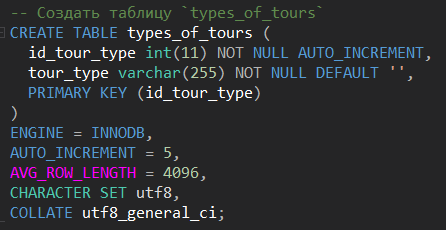 -- Создать таблицу `types_of_tours`
CREATE TABLE types_of_tours (
  id_tour_type int(11) NOT NULL AUTO_INCREMENT,
  tour_type varchar(255) NOT NULL DEFAULT '',
  PRIMARY KEY (id_tour_type)
)
ENGINE = INNODB,
AUTO_INCREMENT = 5,
AVG_ROW_LENGTH = 4096,
CHARACTER SET utf8,
COLLATE utf8_general_ci;